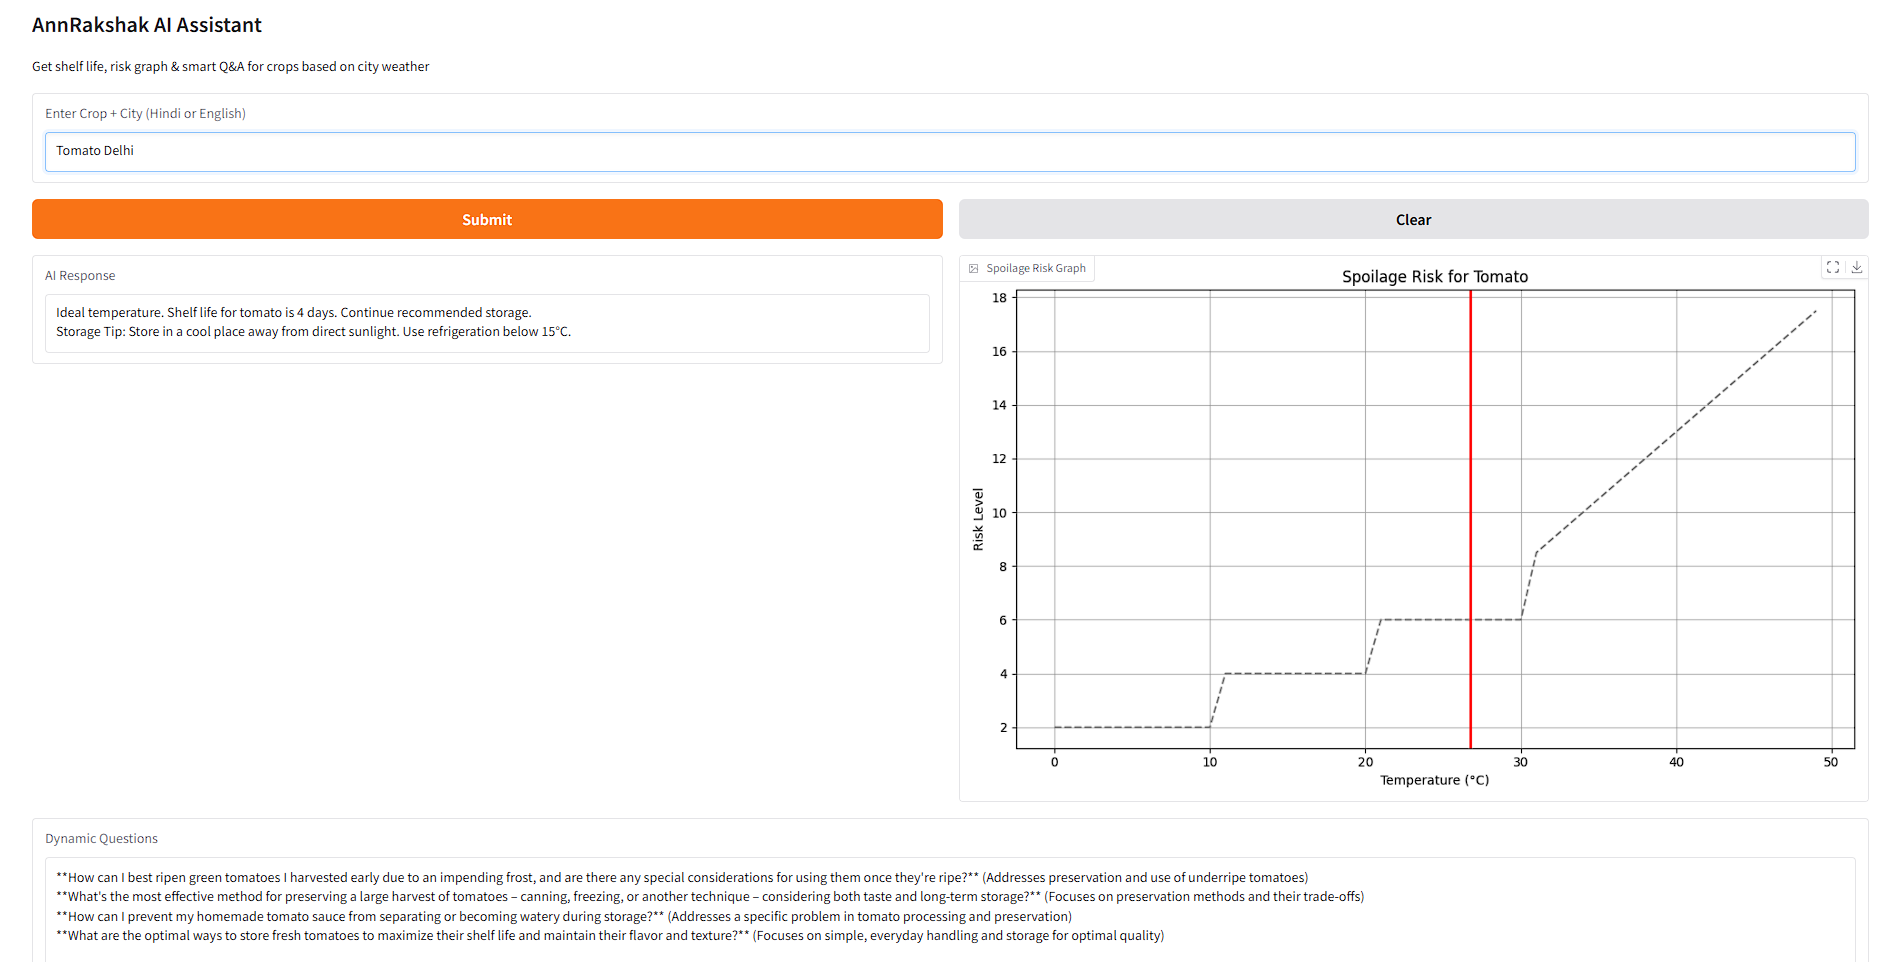 AnnRakshak AI Assistant
Get shelf life, risk graph & smart Q&A for crops based on city weather
Enter Crop + City (Hindi or English)
Tomato Delhi
Submit
Clear
AI Response
Ideal temperature. Shelf life for tomato is 4 days. Continue recommended storage.
Storage Tip: Store in a cool place away from direct sunlight. Use refrigeration below 15°C.
Spoilage Risk Graph
Spoilage Risk for Tomato
18
16
14
12
10
8
6
4
2
Risk Level
0 10 20 30 40 50
Temperature (°C)
Dynamic Questions
**How can I best ripen green tomatoes I harvested early due to an impending frost, and are there any special considerations for using them once they're ripe?** (Addresses preservation and use of underripe tomatoes)
**What's the most effective method for preserving a large harvest of tomatoes – canning, freezing, or another technique – considering both taste and long-term storage?** (Focuses on preservation methods and their trade-offs)
**How can I prevent my homemade tomato sauce from separating or becoming watery during storage?** (Addresses a specific problem in tomato processing and preservation)
**What are the optimal ways to store fresh tomatoes to maximize their shelf life and maintain their flavor and texture?** (Focuses on simple, everyday handling and storage for optimal quality)